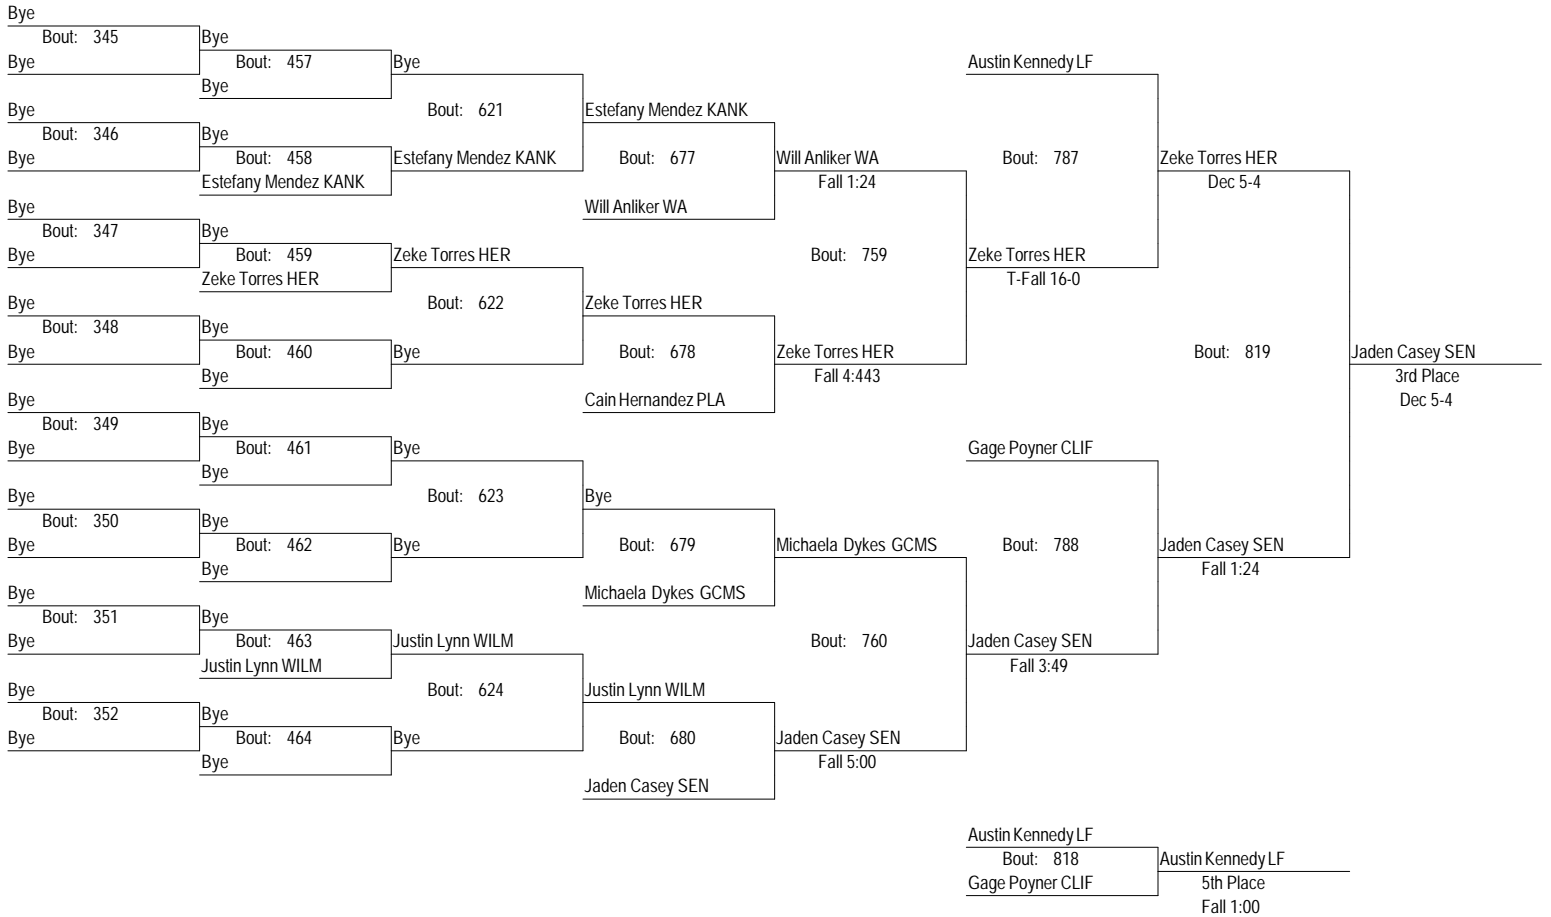 Bye
Bout: 345 Bye
Bye Bout: 457 Bye Austin Kennedy LF
Bye
Bye Bout: 621 Estefany Mendez KANK
Bout: 346 Bye
Bye Bout: 458 Estefany Mendez KANK Bout: 677 Will Anliker WA Bout: 787 Zeke Torres HER
Estefany Mendez KANK Fall 1:24 Dec 5-4
Bye Will Anliker WA
Bout: 347 Bye
Bye Bout: 459 Zeke Torres HER Bout: 759 Zeke Torres HER
Zeke Torres HER T-Fall 16-0
Bye Bout: 622 Zeke Torres HER
Bout: 348 Bye
Bye Bout: 460 Bye Bout: 678 Zeke Torres HER Bout: 819 Jaden Casey SEN
Bye Fall 4:443 3rd Place
Bye Cain Hernandez PLA Dec 5-4
Bout: 349 Bye
Bye Bout: 461 Bye Gage Poyner CLIF
Bye
Bye Bout: 623 Bye
Bout: 350 Bye
Bye Bout: 462 Bye Bout: 679 Michaela Dykes GCMS Bout: 788 Jaden Casey SEN
Bye Fall 1:24
Bye Michaela Dykes GCMS
Bout: 351 Bye
Bye Bout: 463 Justin Lynn WILM Bout: 760 Jaden Casey SEN
Justin Lynn WILM Fall 3:49
Bye Bout: 624 Justin Lynn WILM
Bout: 352 Bye
Bye Bout: 464 Bye Bout: 680 Jaden Casey SEN
Bye Fall 5:00
Jaden Casey SEN
Austin Kennedy LF
Bout: 818 Austin Kennedy LF
Gage Poyner CLIF 5th Place
Fall 1:00